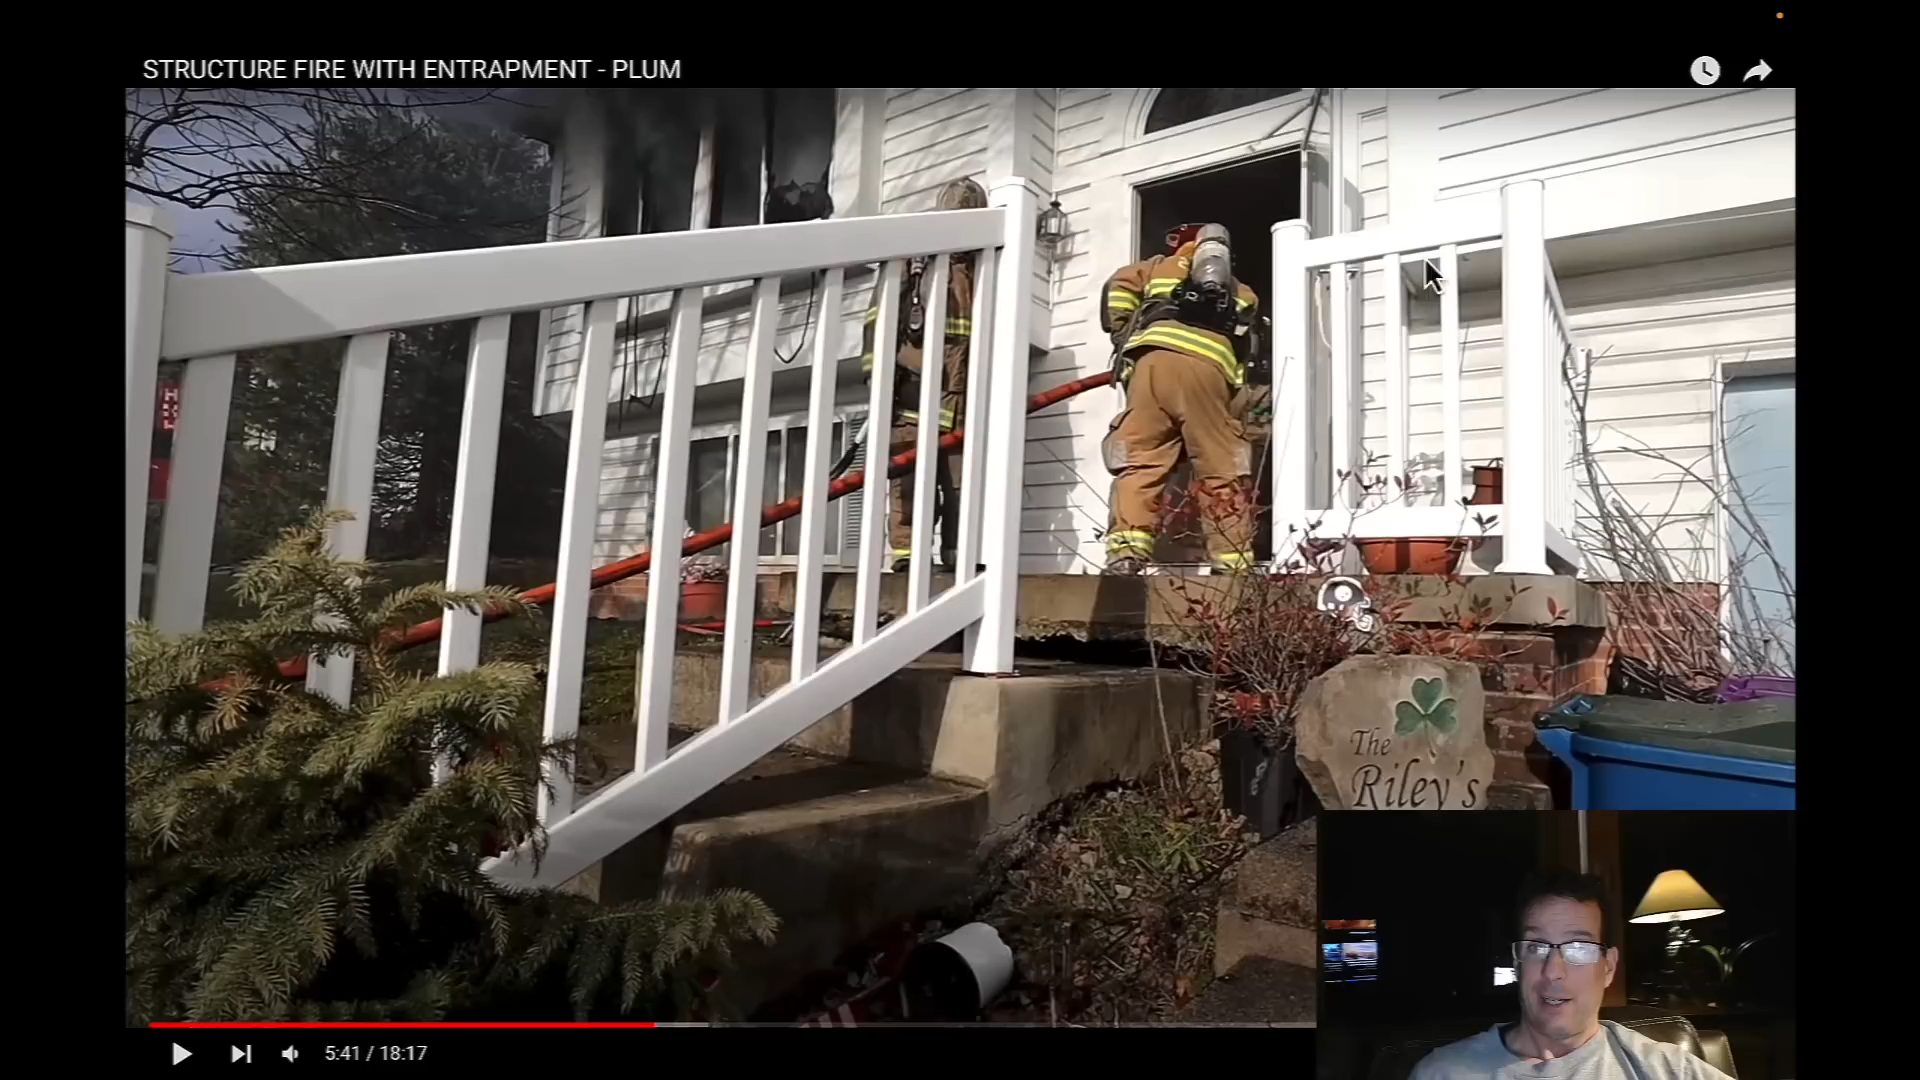 STRUCTURE FIRE WITH ENTRAPMENT - PLUM
The
Riley's
5:41 / 18:17